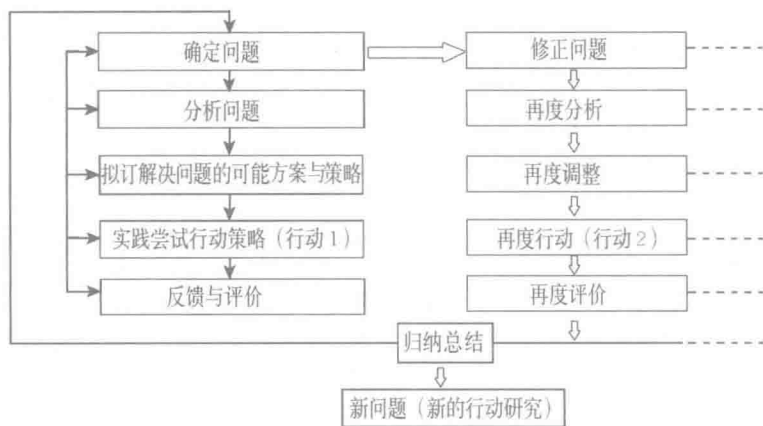 确定问题
分析问题
拟订解决问题的可能方案与策略
实践尝试行动策略（行动1）
反馈与评价
修正问题
再度分析
再度调整
再度行动（行动2）
再度评价
归纳总结
新问题（新的行动研究）